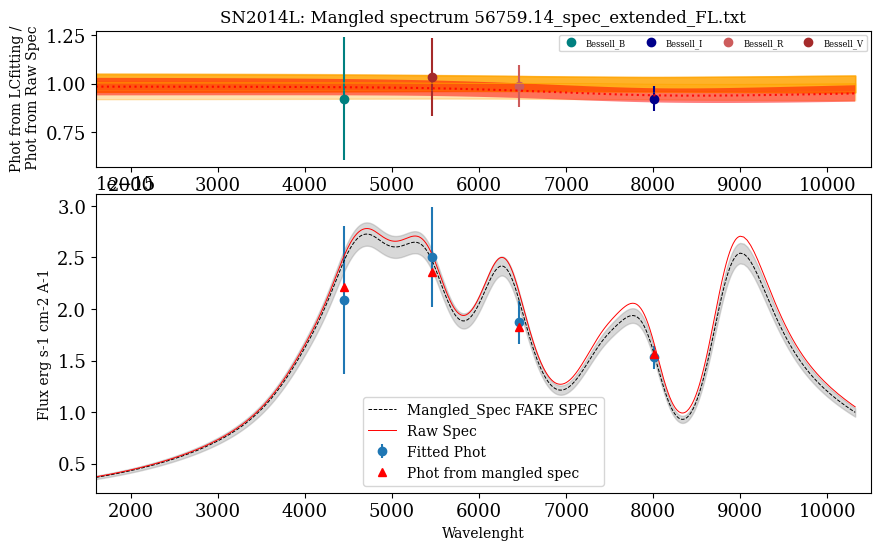 SN2014L: Mangled spectrum 56759.14_spec_extended_FL.txt
Phot from LCfitting /
Phot from Raw Spec
1.25
1.00
0.75
Bessell_B
Bessell_I
Bessell_R
Bessell_V
2000 3000 4000 5000 6000 7000 8000 9000 10000
1e−15
Flux erg s-1 cm-2 A-1
3.0
2.5
2.0
1.5
1.0
0.5
Mangled_Spec FAKE SPEC
Raw Spec
Fitted Phot
Phot from mangled spec
2000 3000 4000 5000 6000 7000 8000 9000 10000
Wavelenght